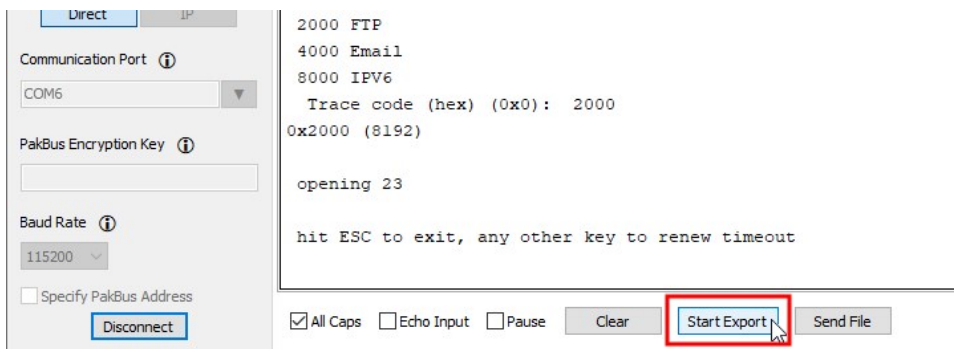 Direct
IP
Communication Port
COM6
PakBus Encryption Key
Baud Rate
115200
Specify PakBus Address
Disconnect
2000 FTP
4000 Email
8000 IPV6
Trace code (hex) (0x0):  2000
0x2000 (8192)
opening 23
hit ESC to exit, any other key to renew timeout
All Caps
Echo Input
Pause
Clear
Start Export
Send File